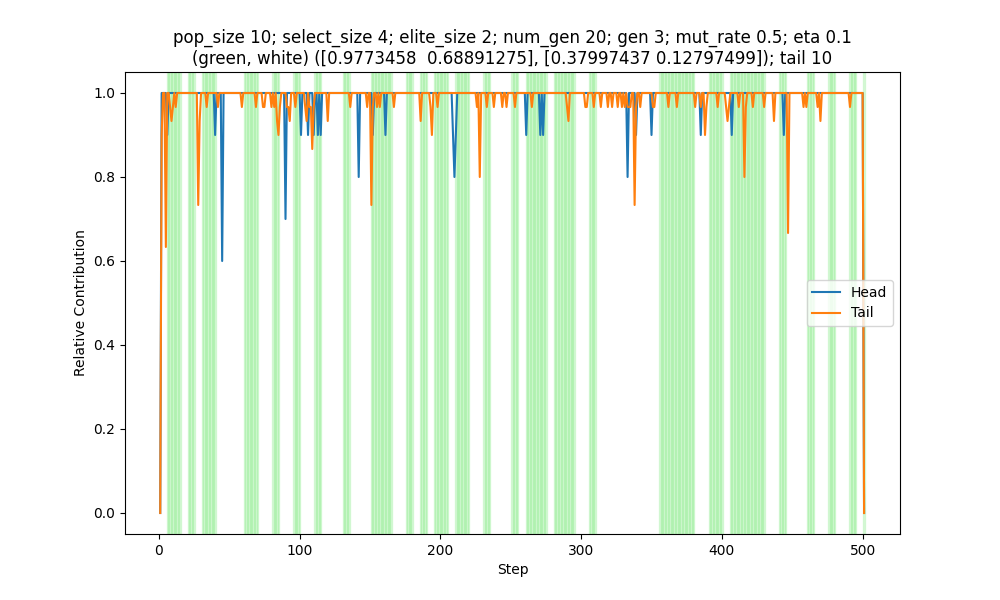 pop_size 10; select_size 4; elite_size 2; num_gen 20; gen 3; mut_rate 0.5; eta 0.1
(green, white) ([0.9773458  0.68891275], [0.37997437 0.12797499]); tail 10
1.0
0.8
0.6
0.4
0.2
0.0
Relative Contribution
Head
Tail
0
100
200
300
400
500
Step